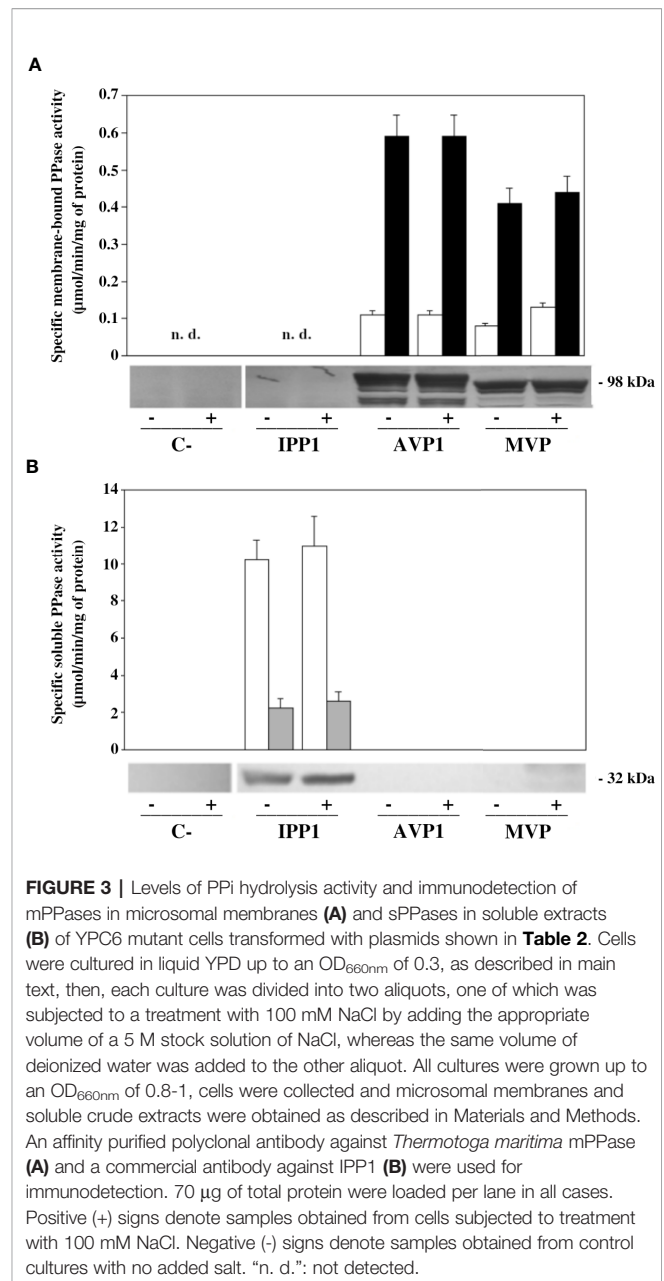 A
Specific membrane-bound PPase activity
(µmol/min/mg of protein)
0.7
0.6
0.5
0.4
0.3
0.2
0.1
0
n. d.
n. d.
- 98 kDa
- + - + - + - +
C- IPP1 AVP1 MVP
B
Specific soluble PPase activity
(µmol/min/mg of protein)
14
12
10
8
6
4
2
0
- 32 kDa
- + - + - + - +
C- IPP1 AVP1 MVP
FIGURE 3 | Levels of PPi hydrolysis activity and immunodetection of
mPPases in microsomal membranes (A) and sPPases in soluble extracts
(B) of YPC6 mutant cells transformed with plasmids shown in Table 2. Cells
were cultured in liquid YPD up to an OD660nm of 0.3, as described in main
text, then, each culture was divided into two aliquots, one of which was
subjected to a treatment with 100 mM NaCl by adding the appropriate
volume of a 5 M stock solution of NaCl, whereas the same volume of
deionized water was added to the other aliquot. All cultures were grown up to
an OD660nm of 0.8-1, cells were collected and microsomal membranes and
soluble crude extracts were obtained as described in Materials and Methods.
An affinity purified polyclonal antibody against Thermotoga maritima mPPase
(A) and a commercial antibody against IPP1 (B) were used for
immunodetection. 70 µg of total protein were loaded per lane in all cases.
Positive (+) signs denote samples obtained from cells subjected to treatment
with 100 mM NaCl. Negative (-) signs denote samples obtained from control
cultures with no added salt. “n. d.”: not detected.